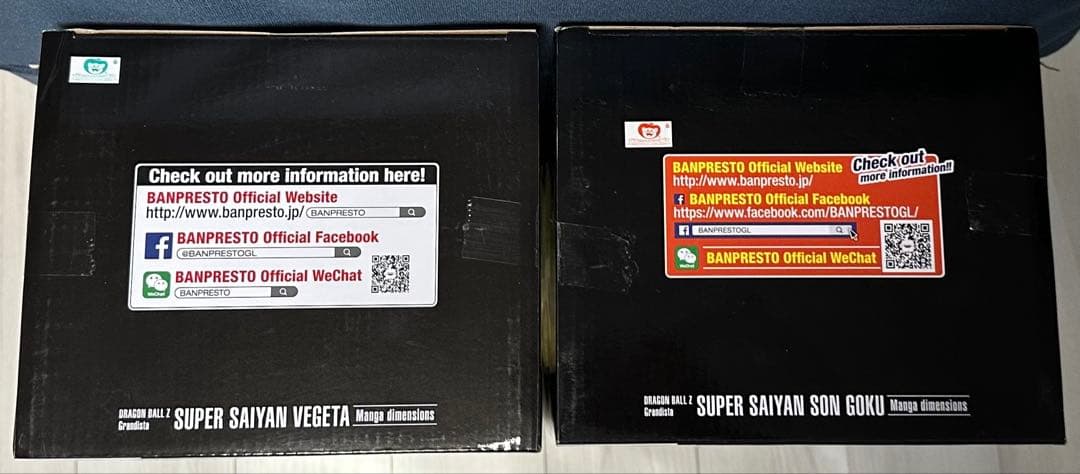 Check out more information here!
BANPRESTO Official Website
http://www.banpresto.jp/ BANPRESTO
BANPRESTO Official Facebook
@BANPRESTOGL
BANPRESTO Official WeChat
WeChat
BANPRESTO
DRAGON BALL Z
Grandista
SUPER SAIYAN VEGETA
Manga dimensions
Check out
more information!!
BANPRESTO Official Website
http://www.banpresto.jp/
BANPRESTO Official Facebook
https://www.facebook.com/BANPRESTOGL/
BANPRESTOGL
WeChat
BANPRESTO Official WeChat
DRAGON BALL Z
Grandista
SUPER SAIYAN SON GOKU
Manga dimensions